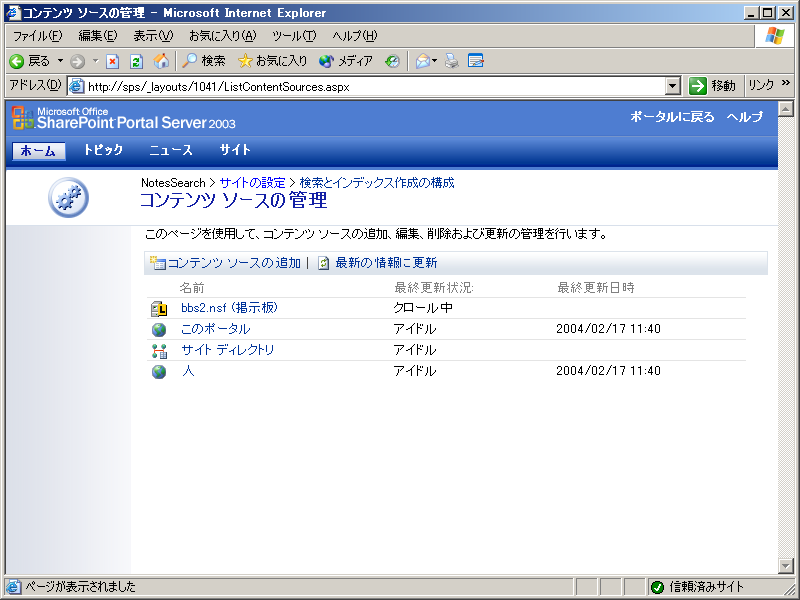 コンテンツ ソースの管理 - Microsoft Internet Explorer
ファイル(F) 編集(E) 表示(V) お気に入り(A) ツール(T) ヘルプ(H)
戻る 検索 お気に入り メディア
アドレス(D) http://sps/_layouts/1041/ListContentSources.aspx 移動 リンク »
Microsoft Office
SharePoint Portal Server 2003
ポータルに戻る ヘルプ
ホーム トピック ニュース サイト
NotesSearch > サイトの設定 > 検索とインデックス作成の構成
コンテンツ ソースの管理
このページを使用して、コンテンツ ソースの追加、編集、削除および更新の管理を行います。
コンテンツ ソースの追加 | 最新の情報に更新
名前 最終更新状況: 最終更新日時
bbs2.nsf (掲示板) クロール中
このポータル アイドル 2004/02/17 11:40
サイト ディレクトリ アイドル
人 アイドル 2004/02/17 11:40
ページが表示されました 信頼済みサイト